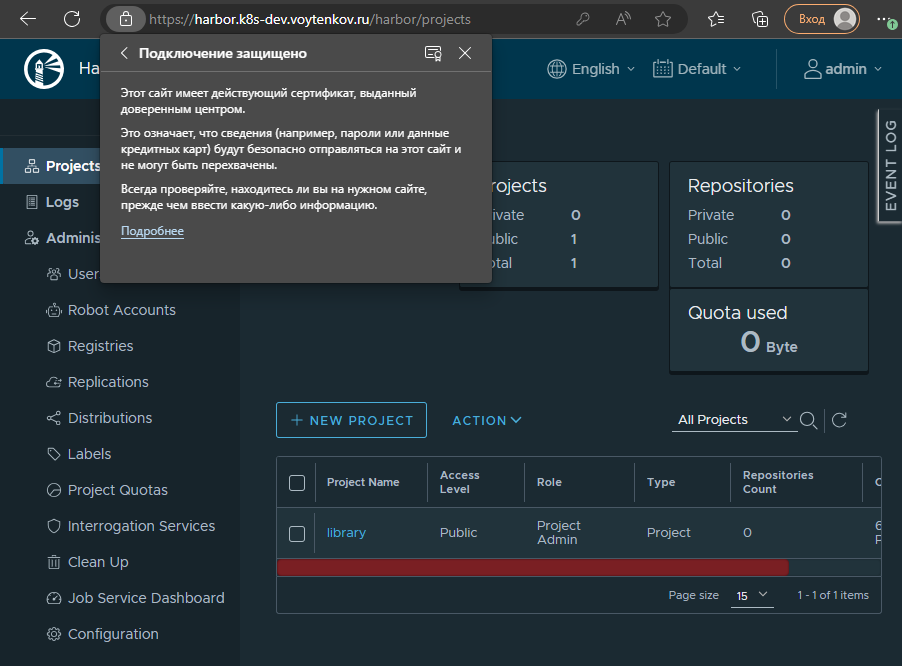 https://harbor.k8s-dev.voytenkov.ru/harbor/projects
Вход
Подключение защищено
Этот сайт имеет действующий сертификат, выданный
доверенным центром.
Это означает, что сведения (например, пароли или данные
кредитных карт) будут безопасно отправляться на этот сайт и
не могут быть перехвачены.
Всегда проверяйте, находитесь ли вы на нужном сайте,
прежде чем ввести какую-либо информацию.
Подробнее
Ha
English
Default
admin
EVENT LOG
Projects
Logs
Adminis
User
Robot Accounts
Registries
Replications
Distributions
Labels
Project Quotas
Interrogation Services
Clean Up
Job Service Dashboard
Configuration
rojects
ivate 0
ublic 1
otal 1
Repositories
Private 0
Public 0
Total 0
Quota used
0 Byte
+ NEW PROJECT
ACTION
All Projects
Project Name
Access
Level
Role
Type
Repositories
Count
library
Public
Project
Admin
Project
0
Page size
15
1 - 1 of 1 items